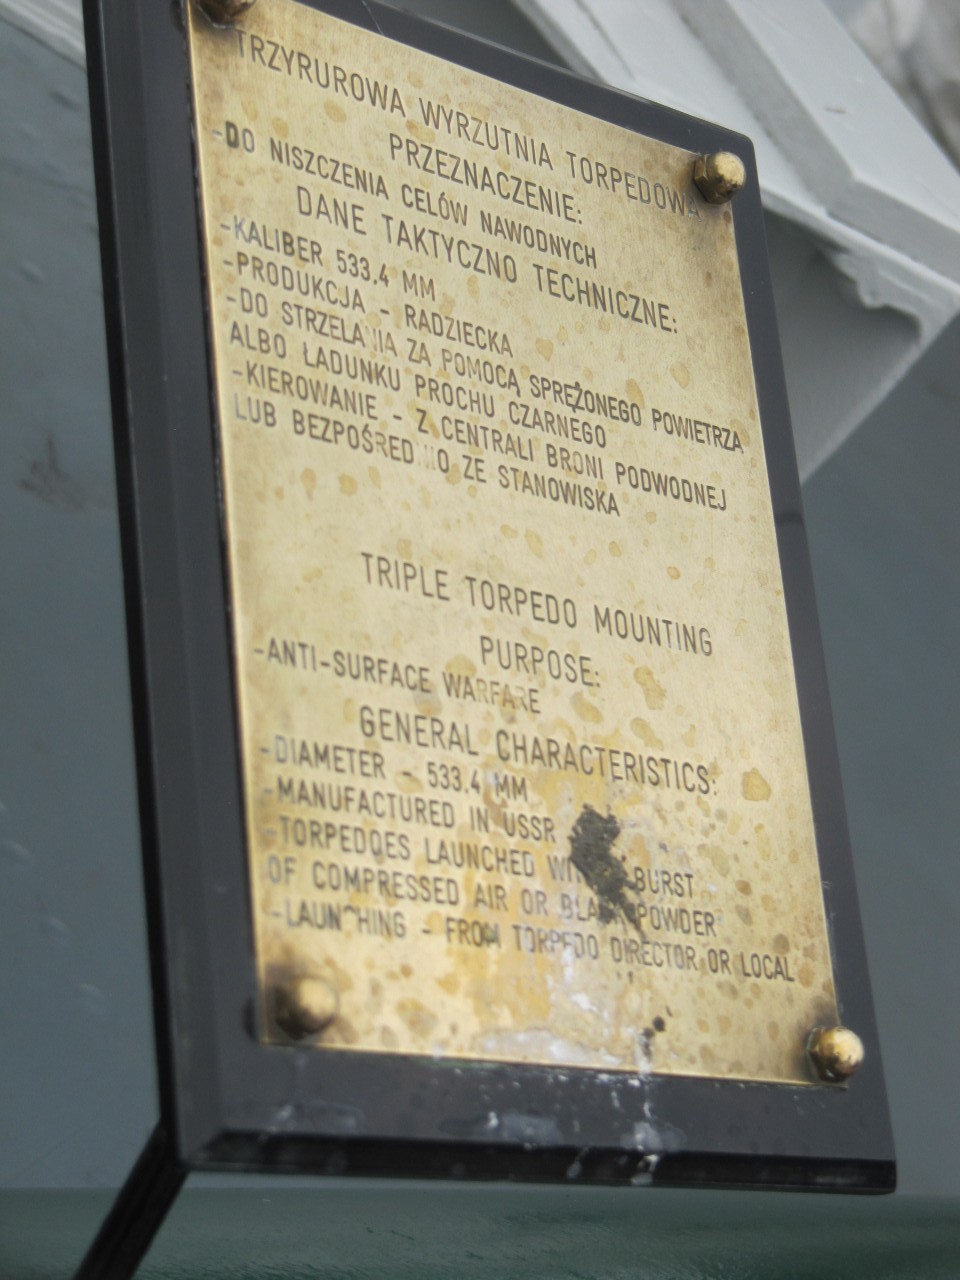 TRZYRUROWA WYRZUTNIA TORPEDOWA
PRZEZNACZENIE:
-DO NISZCZENIA CELÓW NAWODNYCH
DANE TAKTYCZNO TECHNICZNE:
-KALIBER 533.4 MM
-PRODUKCJA - RADZIECKA
-DO STRZELANIA ZA POMOCĄ SPRĘŻONEGO POWIETRZA
ALBO ŁADUNKU PROCHU CZARNEGO
-KIEROWANIE - Z CENTRALI BRONI PODWODNEJ
LUB BEZPOŚREDNIO ZE STANOWISKA
TRIPLE TORPEDO MOUNTING
PURPOSE:
-ANTI-SURFACE WARFARE
GENERAL CHARACTERISTICS:
-DIAMETER - 533.4 MM
-MANUFACTURED IN USSR
-TORPEDOES LAUNCHED WITH BURST
OF COMPRESSED AIR OR BLACK POWDER
-LAUNCHING - FROM TORPEDO DIRECTOR OR LOCAL